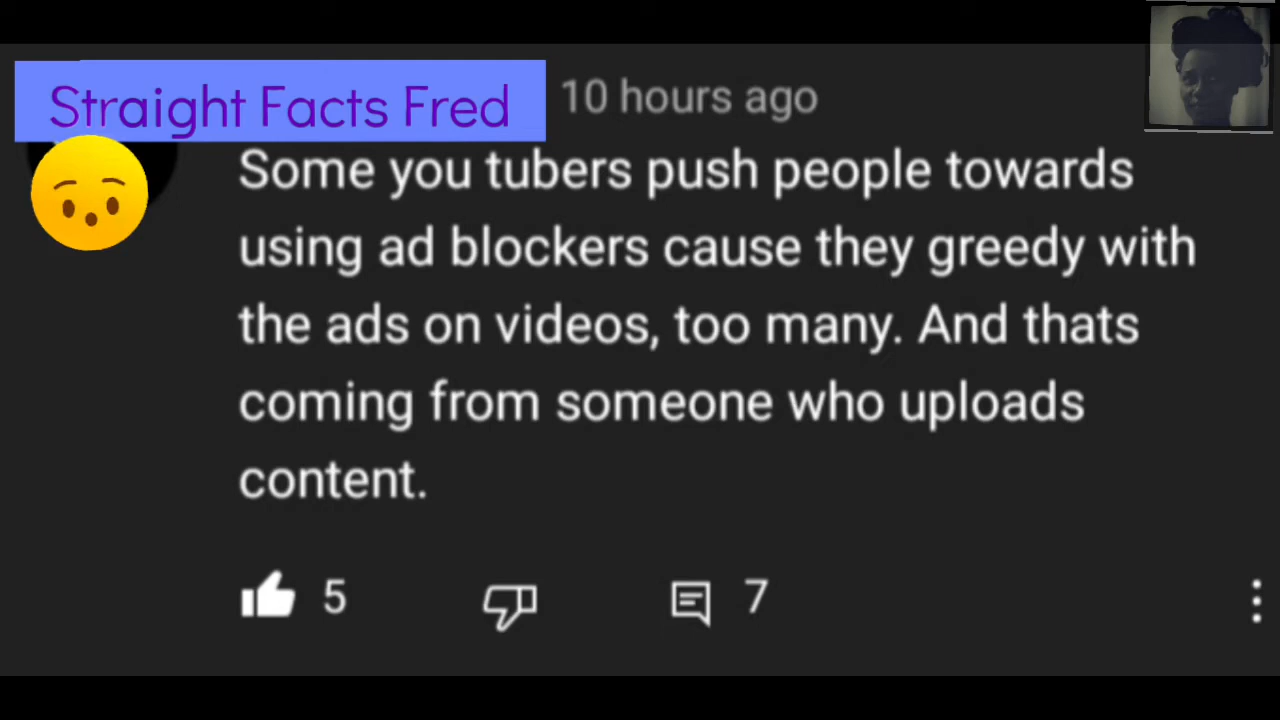 Straight Facts Fred 10 hours ago
Some you tubers push people towards
using ad blockers cause they greedy with
the ads on videos, too many. And thats
coming from someone who uploads
content.
5 7